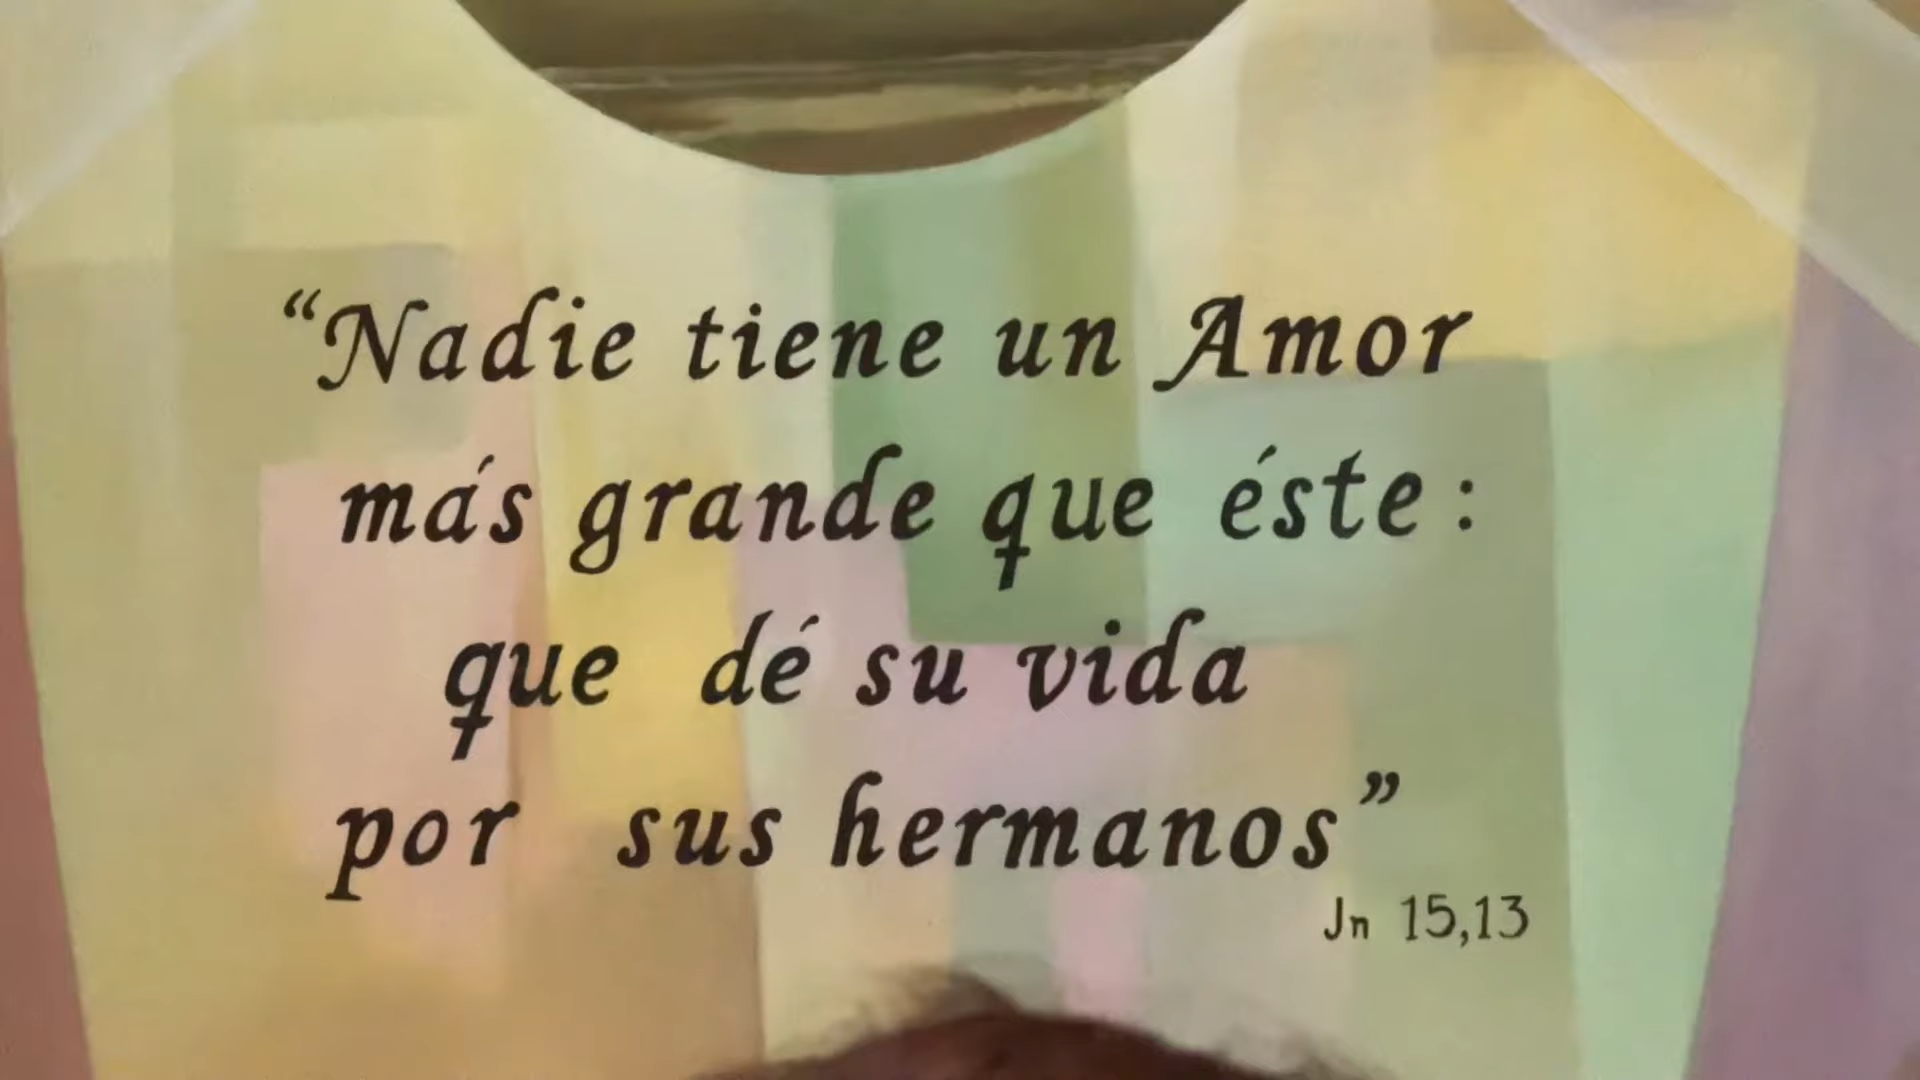 “Nadie tiene un Amor
más grande que éste:
que dé su vida
por sus hermanos”
Jn 15,13